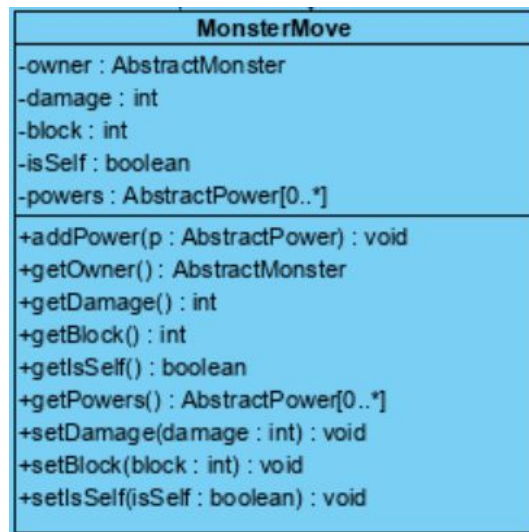 MonsterMove
-owner : AbstractMonster
-damage : int
-block : int
-isSelf : boolean
-powers : AbstractPower[0..*]
+addPower(p : AbstractPower) : void
+getOwner() : AbstractMonster
+getDamage() : int
+getBlock() : int
+getIsSelf() : boolean
+getPowers() : AbstractPower[0..*]
+setDamage(damage : int) : void
+setBlock(block : int) : void
+setIsSelf(isSelf : boolean) : void